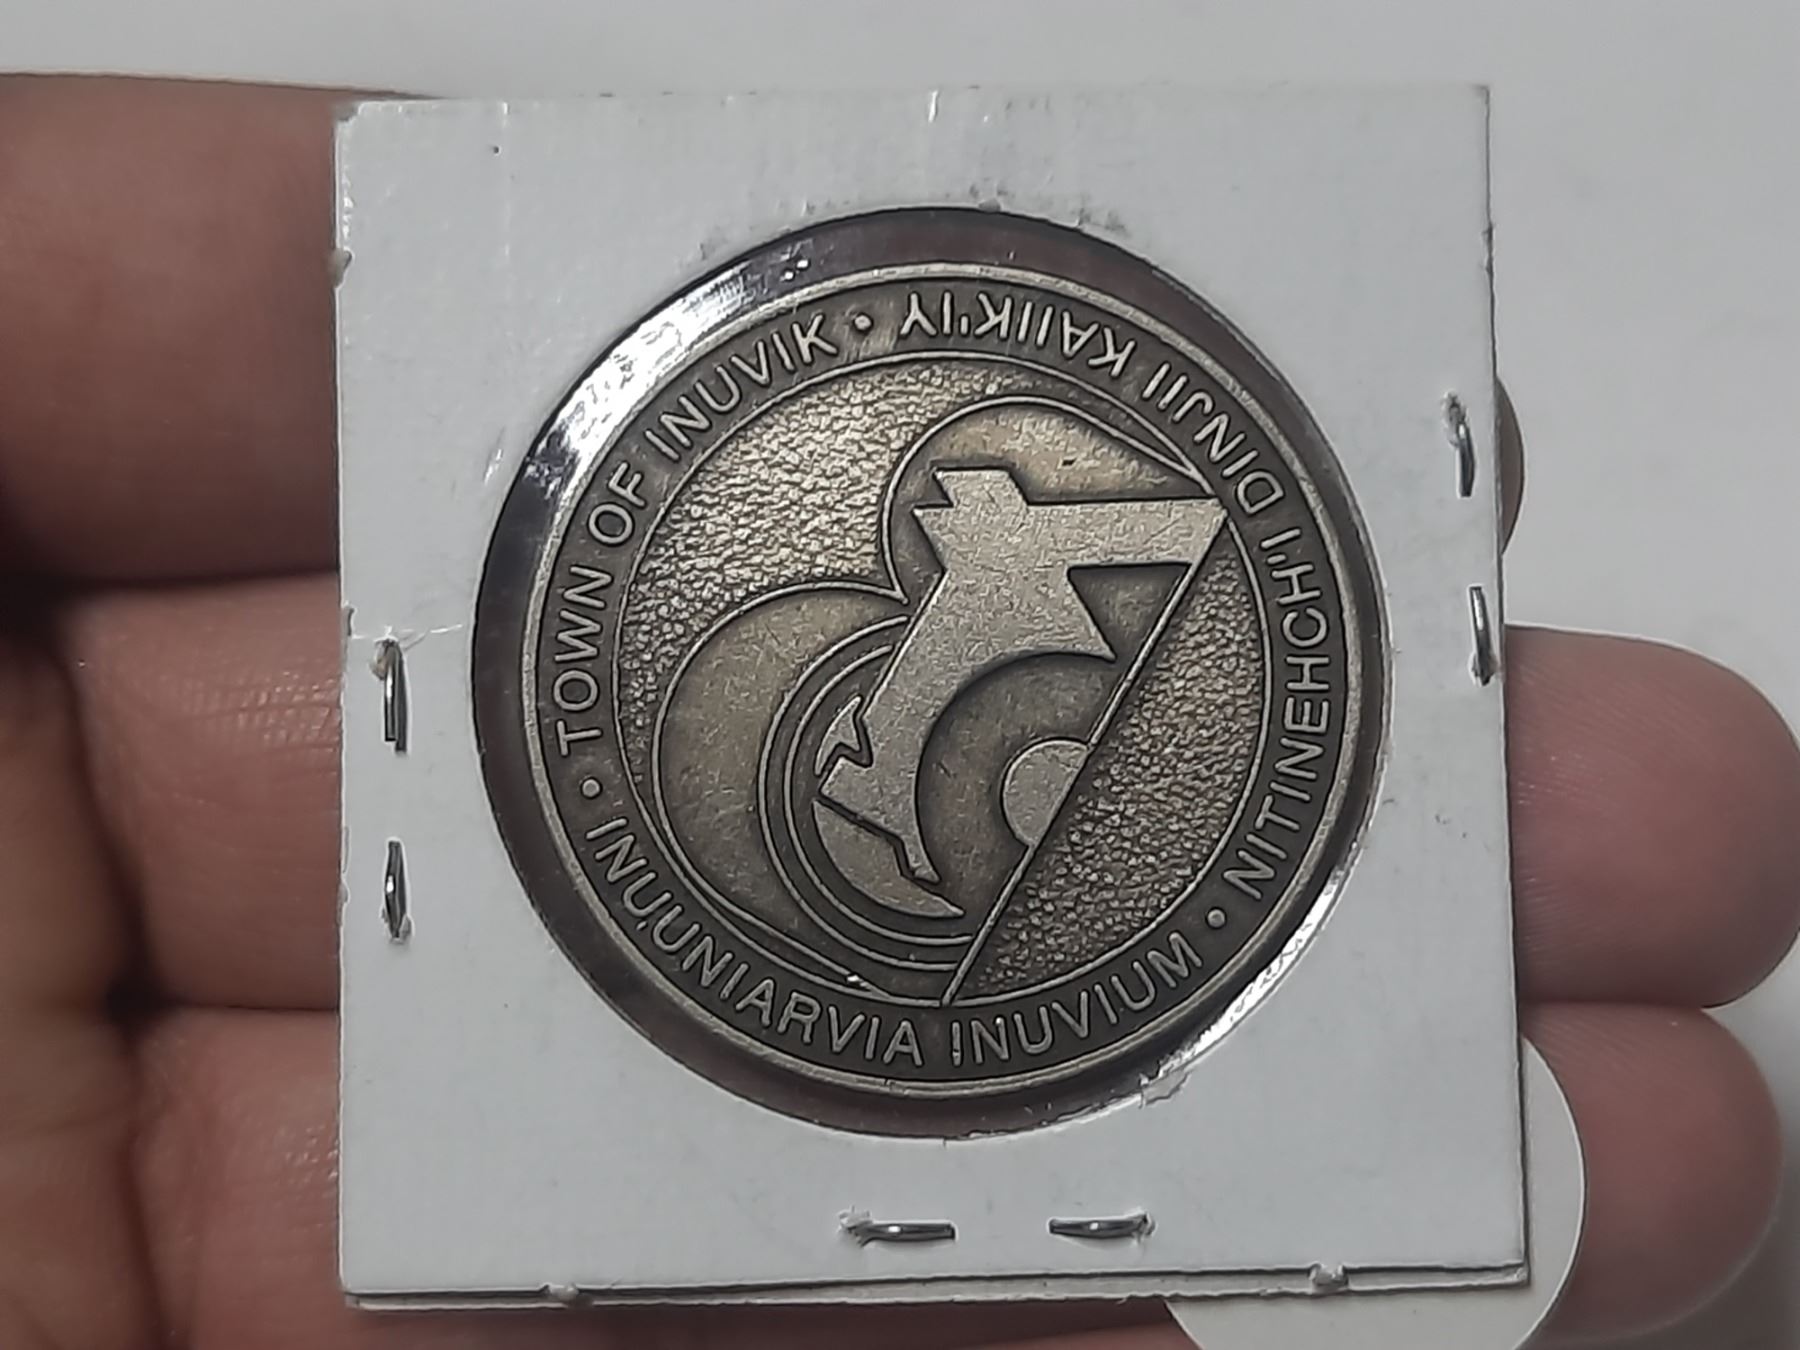 TOWN OF INUVIK •
NITINEHCH'I DINJII KAIIK'IY •
INUUNIARVIA INUVIUM •